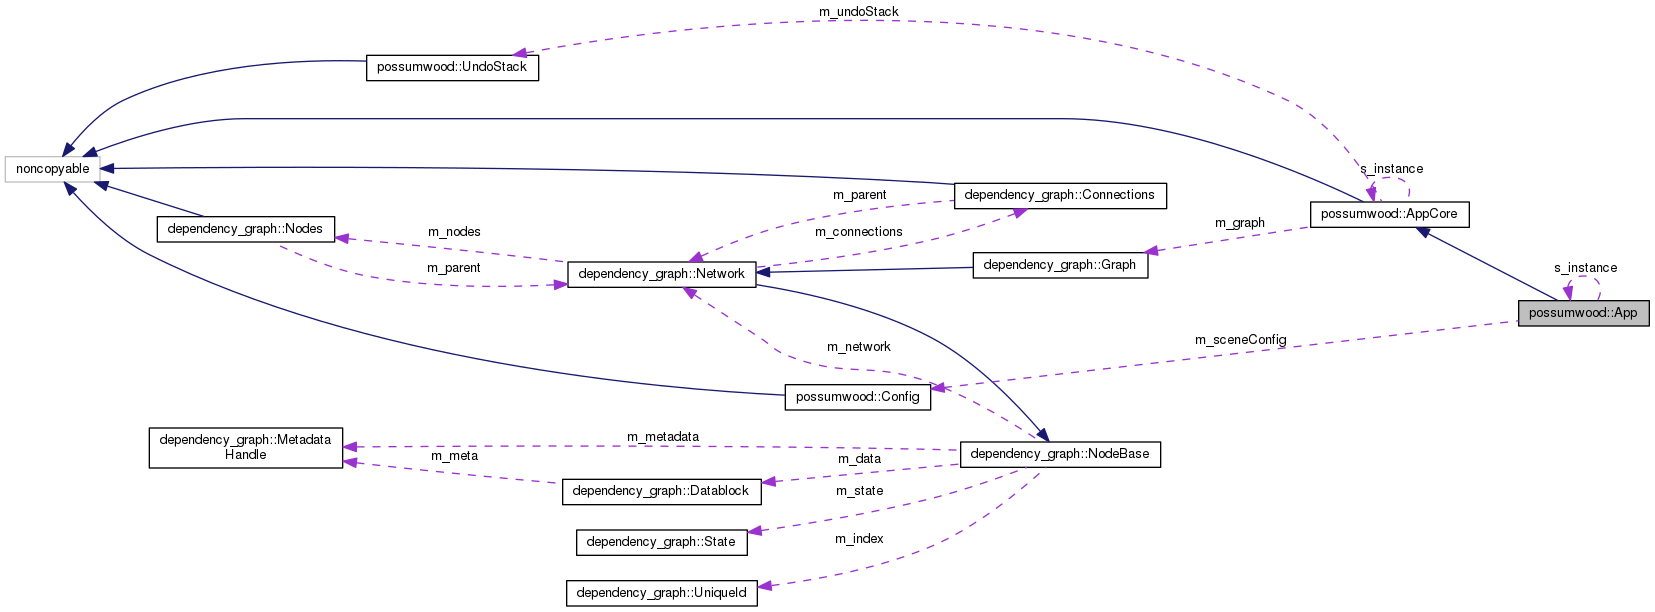 m_undoStack
possumwood::UndoStack
noncopyable
s_instance
dependency_graph::Connections
m_parent
possumwood::AppCore
dependency_graph::Nodes
m_nodes
m_connections
m_graph
m_parent
dependency_graph::Network
dependency_graph::Graph
s_instance
possumwood::App
m_sceneConfig
m_network
possumwood::Config
dependency_graph::Metadata
Handle
m_metadata
m_meta
dependency_graph::NodeBase
m_data
dependency_graph::Datablock
m_state
dependency_graph::State
m_index
dependency_graph::UniqueId